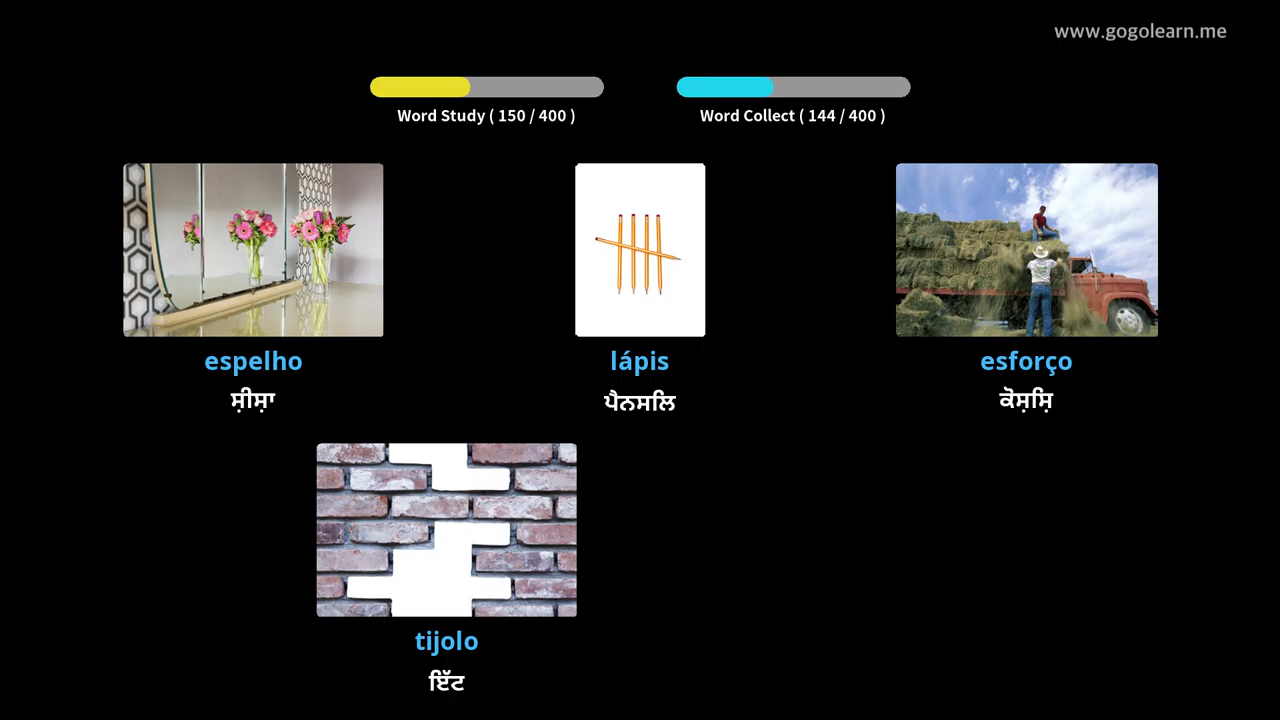 www.gogolearn.me
Word Study ( 150 / 400 )
Word Collect ( 144 / 400 )
espelho
ਸ਼ੀਸ਼ਾ
lápis
ਪੈਨਸਲਿ
esforço
ਕੋਸ਼ਸ਼ਿ
tijolo
ਇੱਟ